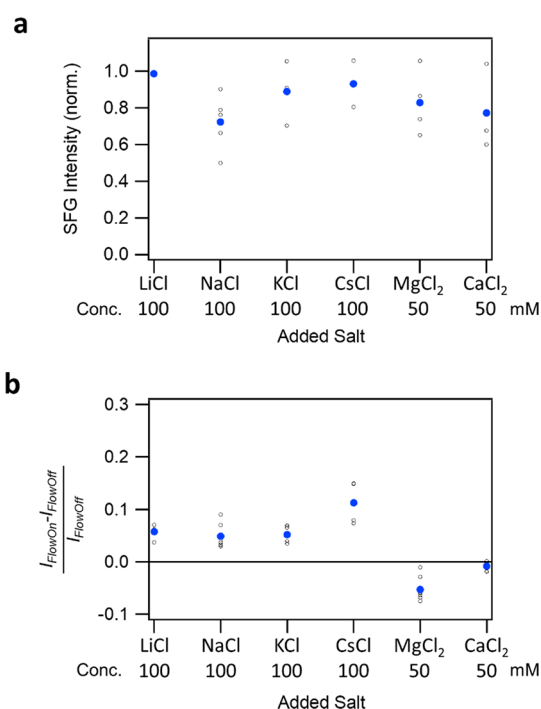 a
SFG Intensity (norm.)
1.0
0.8
0.6
0.4
0.2
0.0
LiCl NaCl KCl CsCl MgCl₂ CaCl₂
Conc. 100 100 100 100 50 50 mM
Added Salt
b
I_FlowOn-I_FlowOff
I_FlowOff
0.3
0.2
0.1
0.0
-0.1
LiCl NaCl KCl CsCl MgCl₂ CaCl₂
Conc. 100 100 100 100 50 50 mM
Added Salt